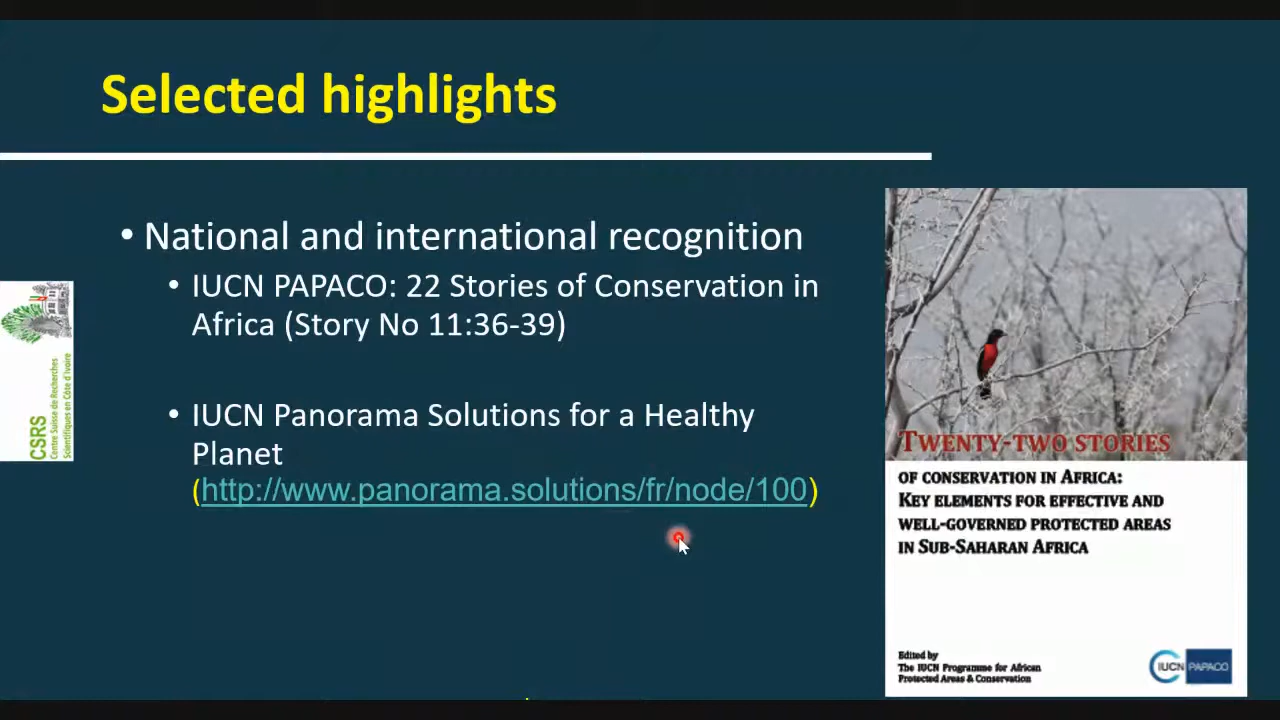 Selected highlights
• National and international recognition
• IUCN PAPACO: 22 Stories of Conservation in
Africa (Story No 11:36-39)
• IUCN Panorama Solutions for a Healthy
Planet
(http://www.panorama.solutions/fr/node/100)
CSRS
Centre Suisse de Recherches
Scientifiques en Côte d'Ivoire
TWENTY-TWO STORIES
OF CONSERVATION IN AFRICA:
KEY ELEMENTS FOR EFFECTIVE AND
WELL-GOVERNED PROTECTED AREAS
IN SUB-SAHARAN AFRICA
Edited by
The IUCN Programme for African
Protected Areas & Conservation
IUCN PAPACO